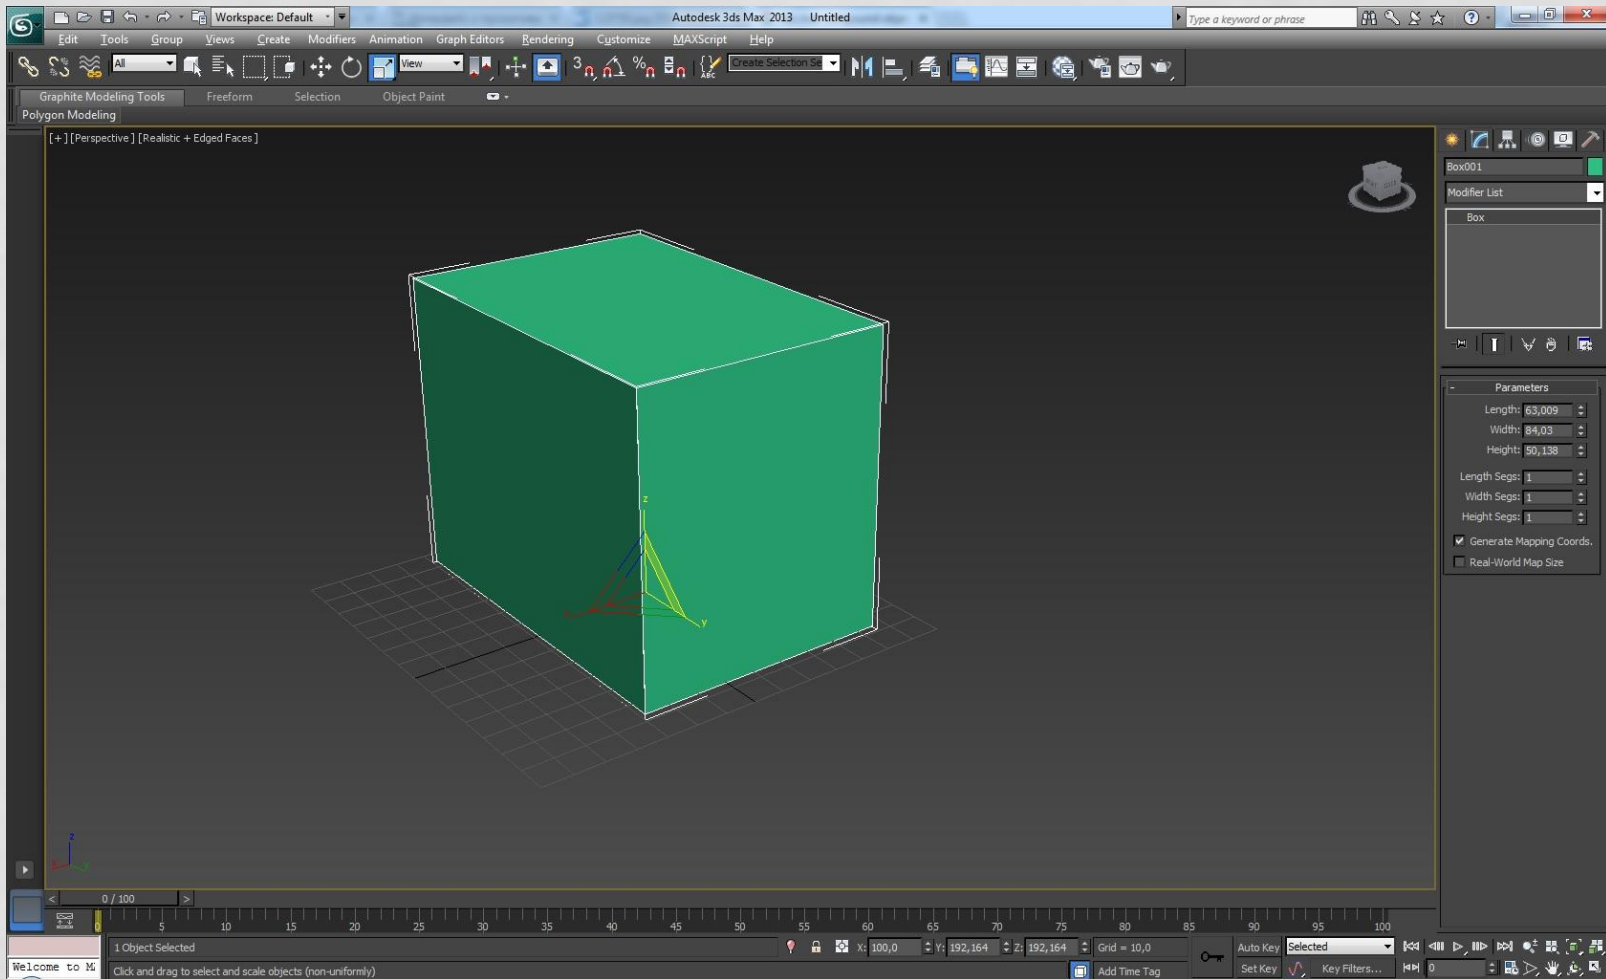 Workspace: Default
Autodesk 3ds Max 2013 Untitled
Type a keyword or phrase
Edit Tools Group Views Create Modifiers Animation Graph Editors Rendering Customize MAXScript Help
All
View
3
%
ABC
Create Selection Se
Graphite Modeling Tools Freeform Selection Object Paint
Polygon Modeling
[+] [Perspective] [Realistic + Edged Faces]
Box001
Modifier List
Box
- Parameters
Length: 63,009
Width: 84,03
Height: 50,138
Length Segs: 1
Width Segs: 1
Height Segs: 1
Generate Mapping Coords.
Real-World Map Size
z
y
z
< 0 / 100 >
0 5 10 15 20 25 30 35 40 45 50 55 60 65 70 75 80 85 90 95 100
1 Object Selected
X: 100,0 Y: 192,164 Z: 192,164 Grid = 10,0
Auto Key Selected
Welcome to
Click and drag to select and scale objects (non-uniformly)
Add Time Tag
Set Key Key Filters... 0